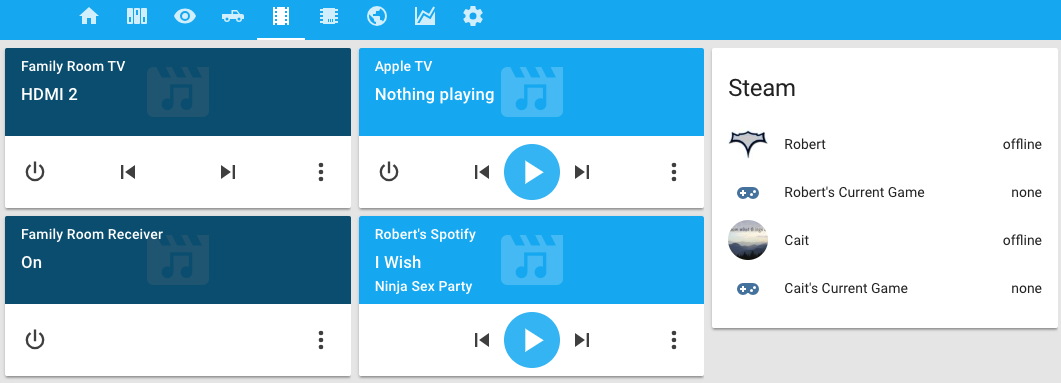 Family Room TV
HDMI 2
Apple TV
Nothing playing
Family Room Receiver
On
Robert's Spotify
I Wish
Ninja Sex Party
Steam
Robert offline
Robert's Current Game none
Cait offline
Cait's Current Game none